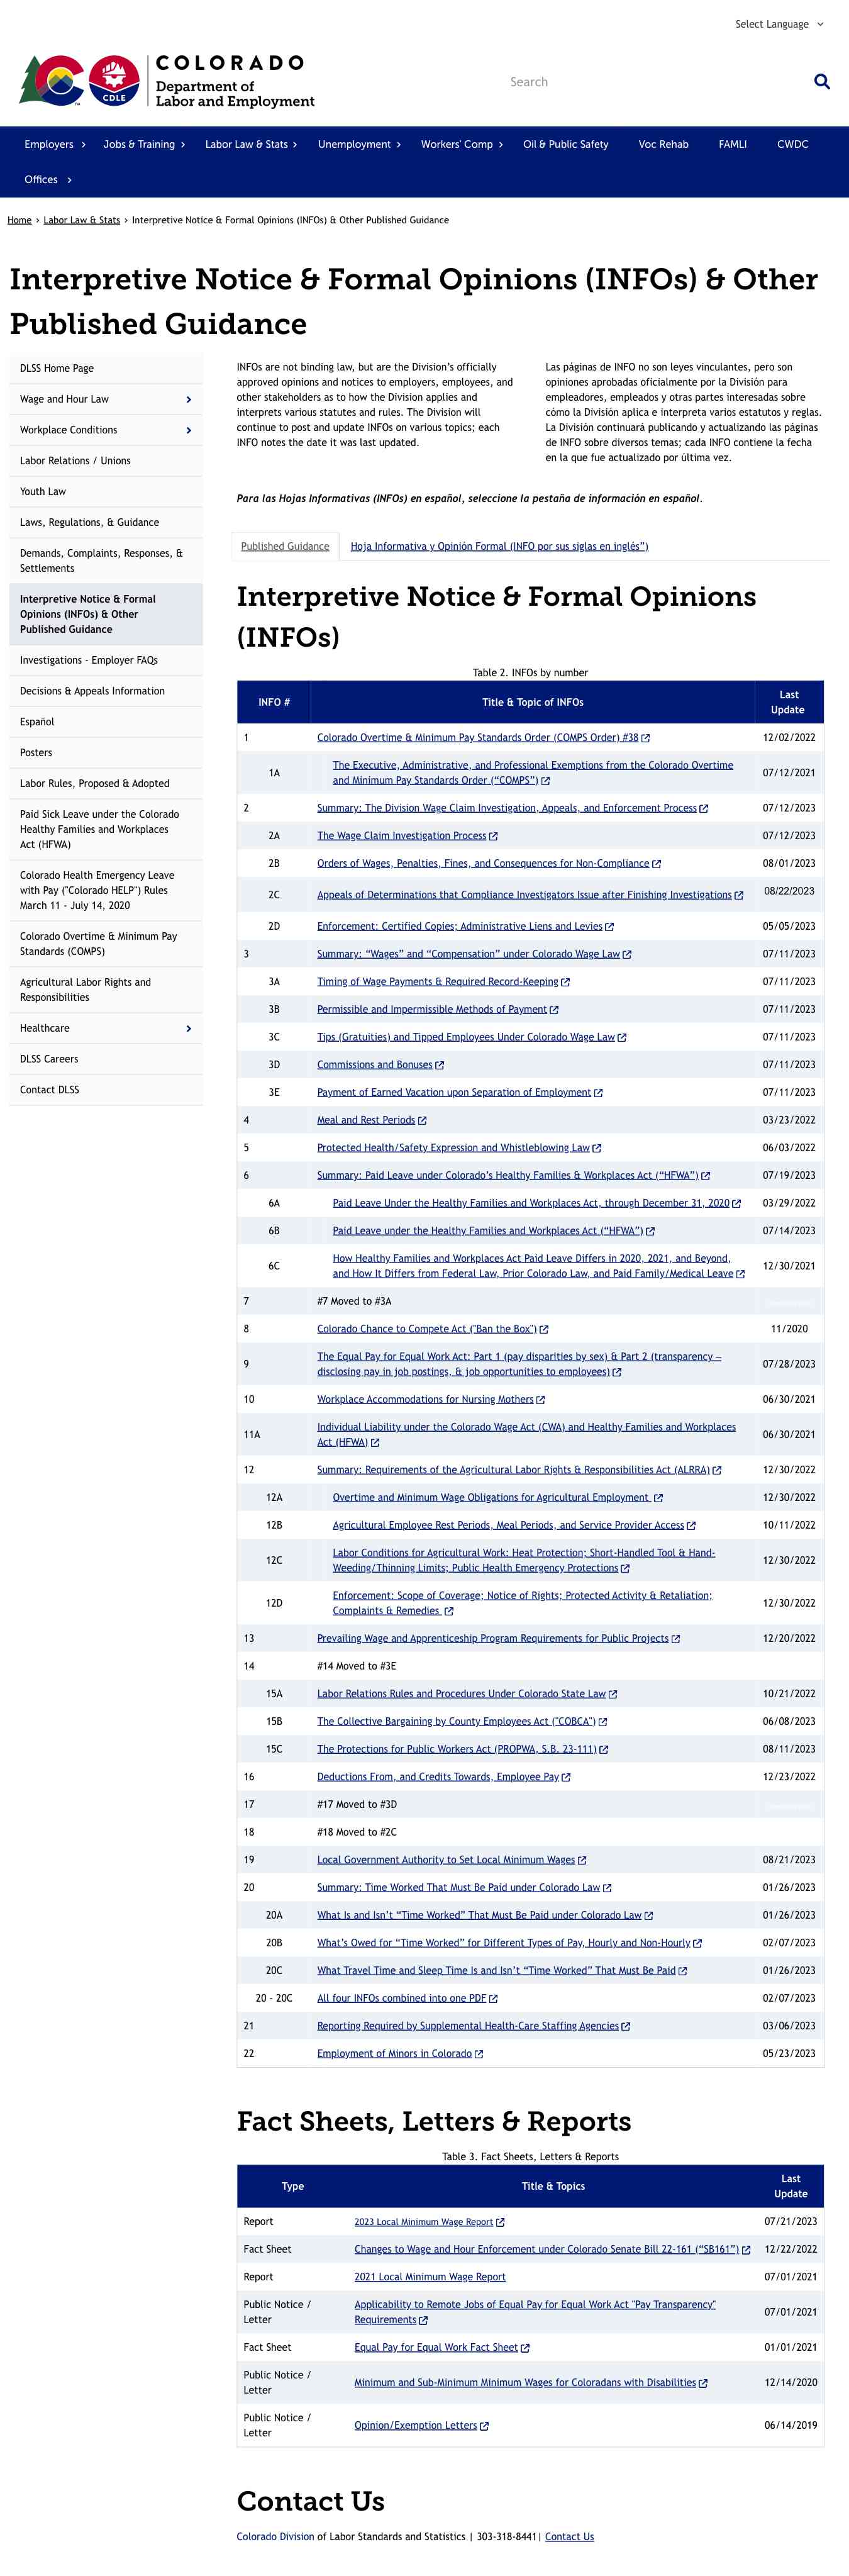 Select Language
COLORADO
Department of
Labor and Employment
CDLE
TM
Search
Employers
Jobs & Training
Labor Law & Stats
Unemployment
Workers' Comp
Oil & Public Safety
Voc Rehab
FAMLI
CWDC
Offices
Home › Labor Law & Stats › Interpretive Notice & Formal Opinions (INFOs) & Other Published Guidance
Interpretive Notice & Formal Opinions (INFOs) & Other
Published Guidance
DLSS Home Page
Wage and Hour Law
Workplace Conditions
Labor Relations / Unions
Youth Law
Laws, Regulations, & Guidance
Demands, Complaints, Responses, &
Settlements
Interpretive Notice & Formal
Opinions (INFOs) & Other
Published Guidance
Investigations - Employer FAQs
Decisions & Appeals Information
Español
Posters
Labor Rules, Proposed & Adopted
Paid Sick Leave under the Colorado
Healthy Families and Workplaces
Act (HFWA)
Colorado Health Emergency Leave
with Pay ("Colorado HELP") Rules
March 11 - July 14, 2020
Colorado Overtime & Minimum Pay
Standards (COMPS)
Agricultural Labor Rights and
Responsibilities
Healthcare
DLSS Careers
Contact DLSS
INFOs are not binding law, but are the Division's officially
approved opinions and notices to employers, employees, and
other stakeholders as to how the Division applies and
interprets various statutes and rules. The Division will
continue to post and update INFOs on various topics; each
INFO notes the date it was last updated.
Las páginas de INFO no son leyes vinculantes, pero son
opiniones aprobadas oficialmente por la División para
empleadores, empleados y otras partes interesadas sobre
cómo la División aplica e interpreta varios estatutos y reglas.
La División continuará publicando y actualizando las páginas
de INFO sobre diversos temas; cada INFO contiene la fecha
en la que fue actualizado por última vez.
Para las Hojas Informativas (INFOs) en español, seleccione la pestaña de información en español.
Published Guidance
Hoja Informativa y Opinión Formal (INFO por sus siglas en inglés”)
Interpretive Notice & Formal Opinions
(INFOs)
Table 2. INFOs by number
INFO # Title & Topic of INFOs Last
Update
1 Colorado Overtime & Minimum Pay Standards Order (COMPS Order) #38 12/02/2022
1A The Executive, Administrative, and Professional Exemptions from the Colorado Overtime
and Minimum Pay Standards Order (“COMPS”) 07/12/2021
2 Summary: The Division Wage Claim Investigation, Appeals, and Enforcement Process 07/12/2023
2A The Wage Claim Investigation Process 07/12/2023
2B Orders of Wages, Penalties, Fines, and Consequences for Non-Compliance 08/01/2023
2C Appeals of Determinations that Compliance Investigators Issue after Finishing Investigations 08/22/2023
2D Enforcement: Certified Copies; Administrative Liens and Levies 05/05/2023
3 Summary: “Wages” and “Compensation” under Colorado Wage Law 07/11/2023
3A Timing of Wage Payments & Required Record-Keeping 07/11/2023
3B Permissible and Impermissible Methods of Payment 07/11/2023
3C Tips (Gratuities) and Tipped Employees Under Colorado Wage Law 07/11/2023
3D Commissions and Bonuses 07/11/2023
3E Payment of Earned Vacation upon Separation of Employment 07/11/2023
4 Meal and Rest Periods 03/23/2022
5 Protected Health/Safety Expression and Whistleblowing Law 06/03/2022
6 Summary: Paid Leave under Colorado’s Healthy Families & Workplaces Act (“HFWA”) 07/19/2023
6A Paid Leave Under the Healthy Families and Workplaces Act, through December 31, 2020 03/29/2022
6B Paid Leave under the Healthy Families and Workplaces Act (“HFWA”) 07/14/2023
6C How Healthy Families and Workplaces Act Paid Leave Differs in 2020, 2021, and Beyond,
and How It Differs from Federal Law, Prior Colorado Law, and Paid Family/Medical Leave 12/30/2021
7 #7 Moved to #3A
8 Colorado Chance to Compete Act ("Ban the Box") 11/2020
9 The Equal Pay for Equal Work Act: Part 1 (pay disparities by sex) & Part 2 (transparency –
disclosing pay in job postings, & job opportunities to employees) 07/28/2023
10 Workplace Accommodations for Nursing Mothers 06/30/2021
11A Individual Liability under the Colorado Wage Act (CWA) and Healthy Families and Workplaces
Act (HFWA) 06/30/2021
12 Summary: Requirements of the Agricultural Labor Rights & Responsibilities Act (ALRRA) 12/30/2022
12A Overtime and Minimum Wage Obligations for Agricultural Employment 12/30/2022
12B Agricultural Employee Rest Periods, Meal Periods, and Service Provider Access 10/11/2022
12C Labor Conditions for Agricultural Work: Heat Protection; Short-Handled Tool & Hand-
Weeding/Thinning Limits; Public Health Emergency Protections 12/30/2022
12D Enforcement: Scope of Coverage; Notice of Rights; Protected Activity & Retaliation;
Complaints & Remedies 12/30/2022
13 Prevailing Wage and Apprenticeship Program Requirements for Public Projects 12/20/2022
14 #14 Moved to #3E
15A Labor Relations Rules and Procedures Under Colorado State Law 10/21/2022
15B The Collective Bargaining by County Employees Act ("COBCA") 06/08/2023
15C The Protections for Public Workers Act (PROPWA, S.B. 23-111) 08/11/2023
16 Deductions From, and Credits Towards, Employee Pay 12/23/2022
17 #17 Moved to #3D
18 #18 Moved to #2C
19 Local Government Authority to Set Local Minimum Wages 08/21/2023
20 Summary: Time Worked That Must Be Paid under Colorado Law 01/26/2023
20A What Is and Isn’t “Time Worked” That Must Be Paid under Colorado Law 01/26/2023
20B What’s Owed for “Time Worked” for Different Types of Pay, Hourly and Non-Hourly 02/07/2023
20C What Travel Time and Sleep Time Is and Isn’t “Time Worked” That Must Be Paid 01/26/2023
20 - 20C All four INFOs combined into one PDF 02/07/2023
21 Reporting Required by Supplemental Health-Care Staffing Agencies 03/06/2023
22 Employment of Minors in Colorado 05/23/2023
Fact Sheets, Letters & Reports
Table 3. Fact Sheets, Letters & Reports
Type Title & Topics Last
Update
Report 2023 Local Minimum Wage Report 07/21/2023
Fact Sheet Changes to Wage and Hour Enforcement under Colorado Senate Bill 22-161 (“SB161”) 12/22/2022
Report 2021 Local Minimum Wage Report 07/01/2021
Public Notice /
Letter Applicability to Remote Jobs of Equal Pay for Equal Work Act "Pay Transparency"
Requirements 07/01/2021
Fact Sheet Equal Pay for Equal Work Fact Sheet 01/01/2021
Public Notice /
Letter Minimum and Sub-Minimum Minimum Wages for Coloradans with Disabilities 12/14/2020
Public Notice /
Letter Opinion/Exemption Letters 06/14/2019
Contact Us
Colorado Division of Labor Standards and Statistics | 303-318-8441| Contact Us